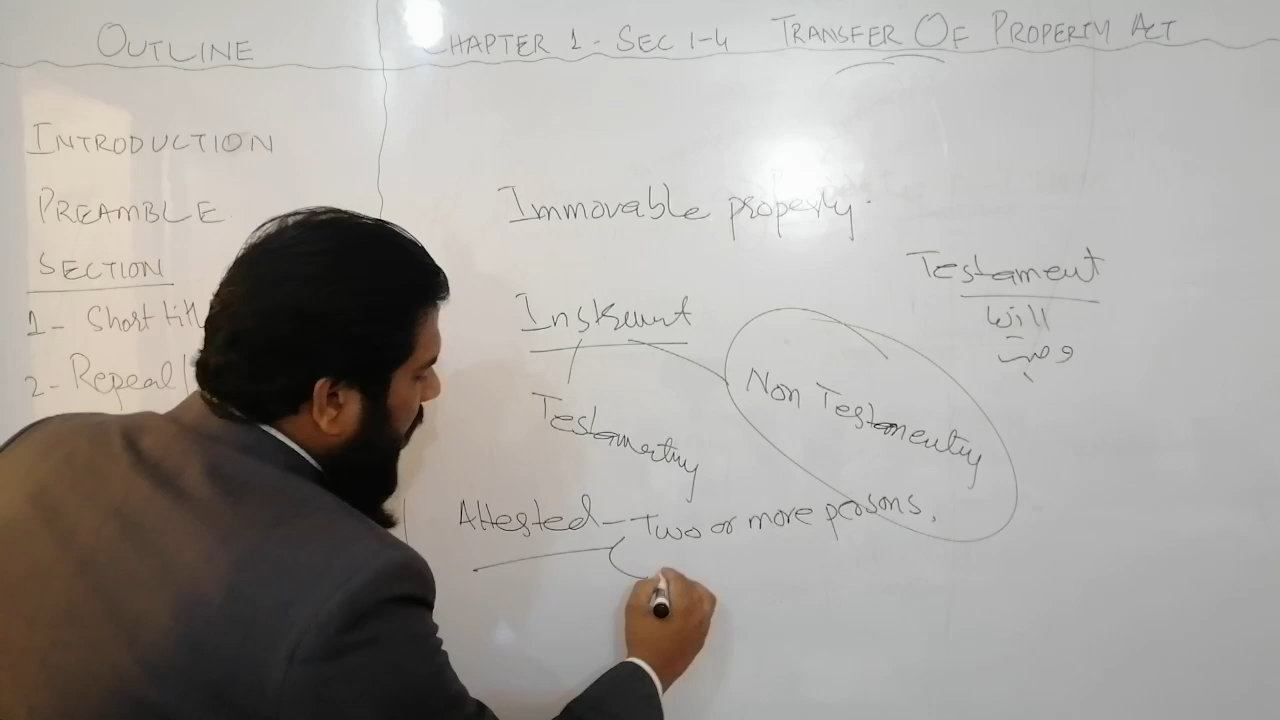 OUTLINE
CHAPTER 1 - SEC 1-4 TRANSFER OF PROPERTY ACT
INTRODUCTION
PREAMBLE
SECTION
1 - Short titl
2 - Repeal
Immovable property.
Instrument
Testamentry
Non Testamentry
Testament
Will
وصیت
Attested - Two or more persons.